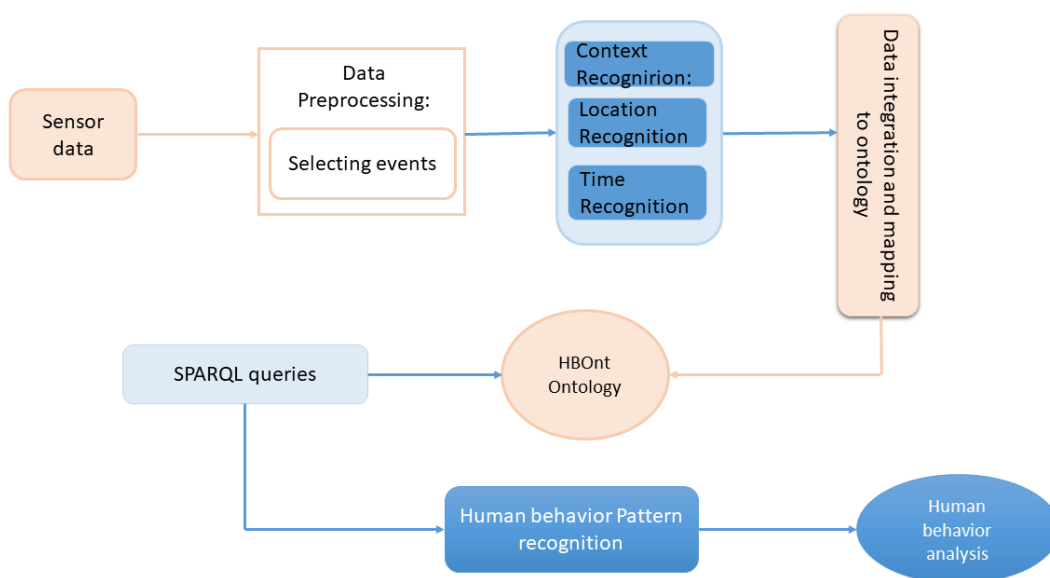 Sensor
data
Data
Preprocessing:
Selecting events
Context
Recognirion:
Location
Recognition
Time
Recognition
Data integration and mapping
to ontology
SPARQL queries
HBOnt
Ontology
Human behavior Pattern
recognition
Human
behavior
analysis